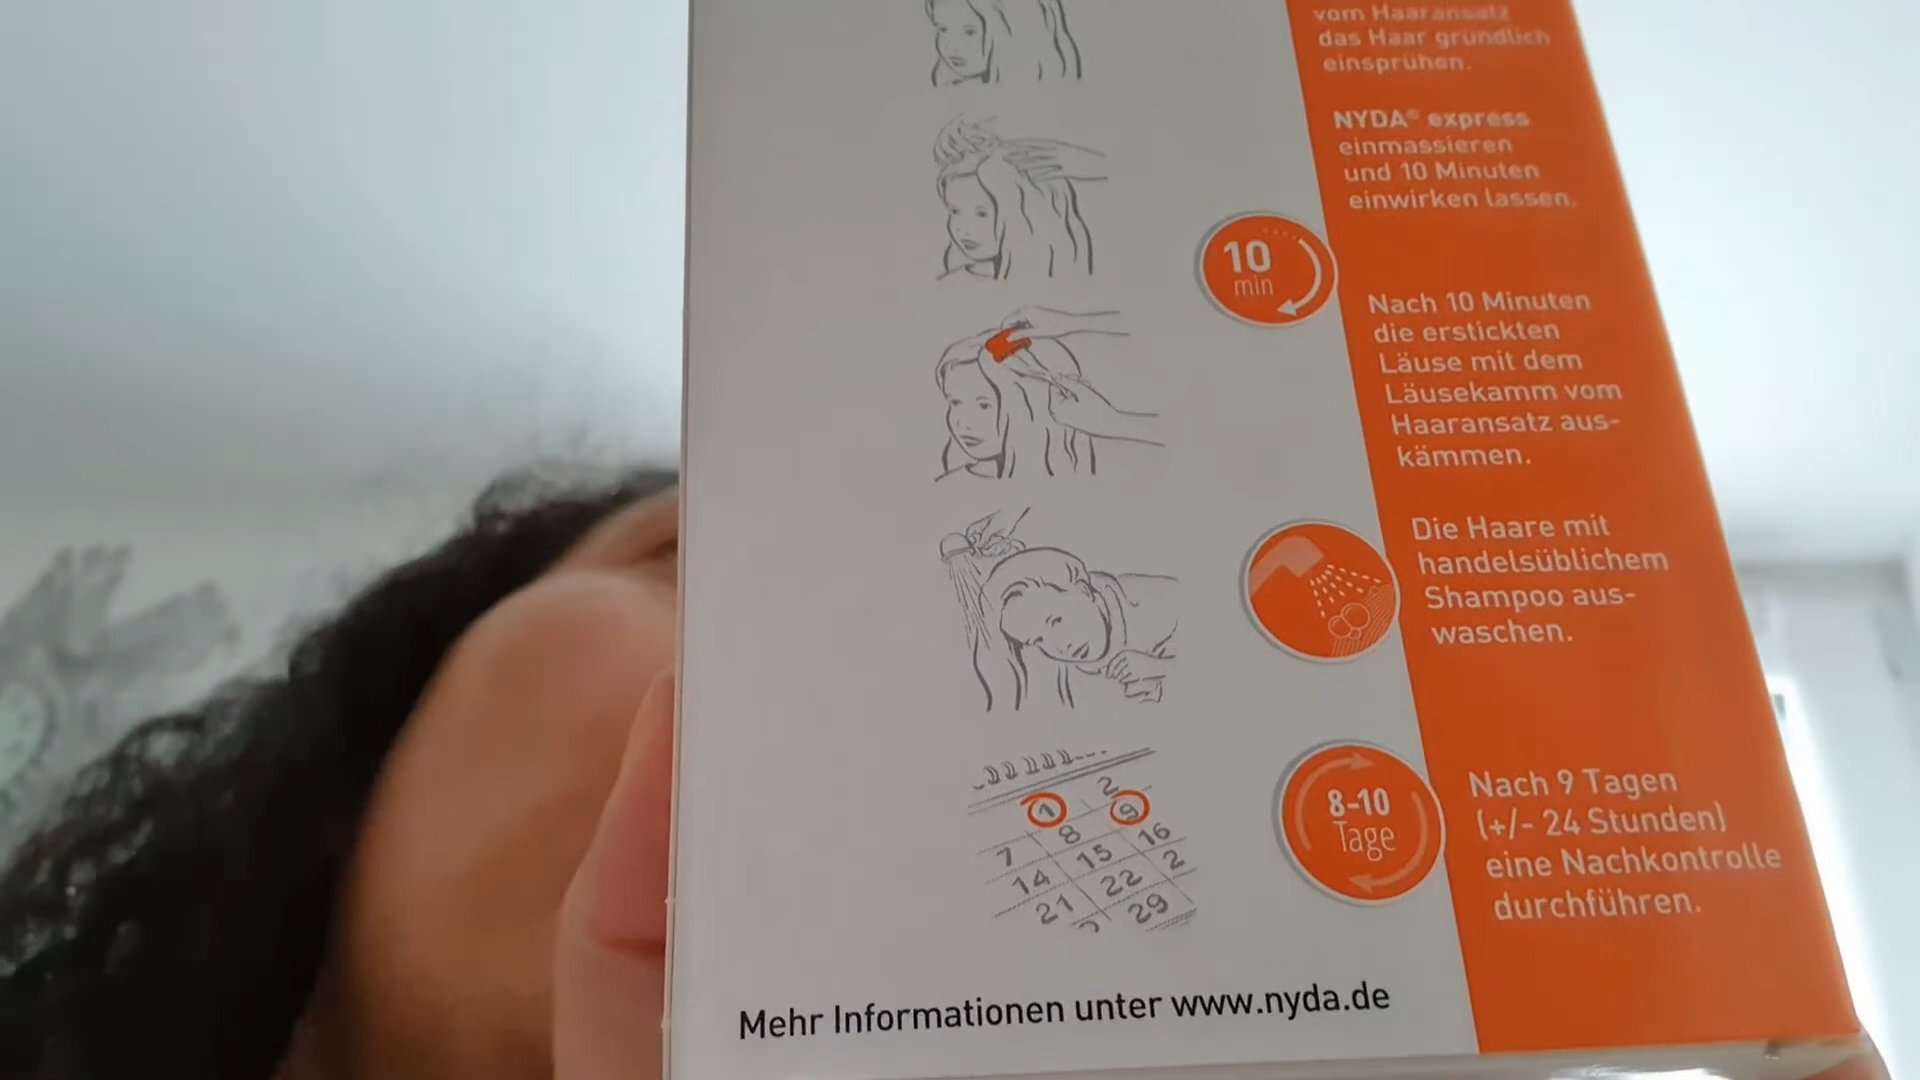 vom Haaransatz
das Haar gründlich
einsprühen.
NYDA® express
einmassieren
und 10 Minuten
einwirken lassen.
10
min
Nach 10 Minuten
die erstickten
Läuse mit dem
Läusekamm vom
Haaransatz aus-
kämmen.
Die Haare mit
handelsüblichem
Shampoo aus-
waschen.
2
1 9
7 8 16
14 15 2
21 22
29
8-10
Tage
Nach 9 Tagen
(+/- 24 Stunden)
eine Nachkontrolle
durchführen.
Mehr Informationen unter www.nyda.de